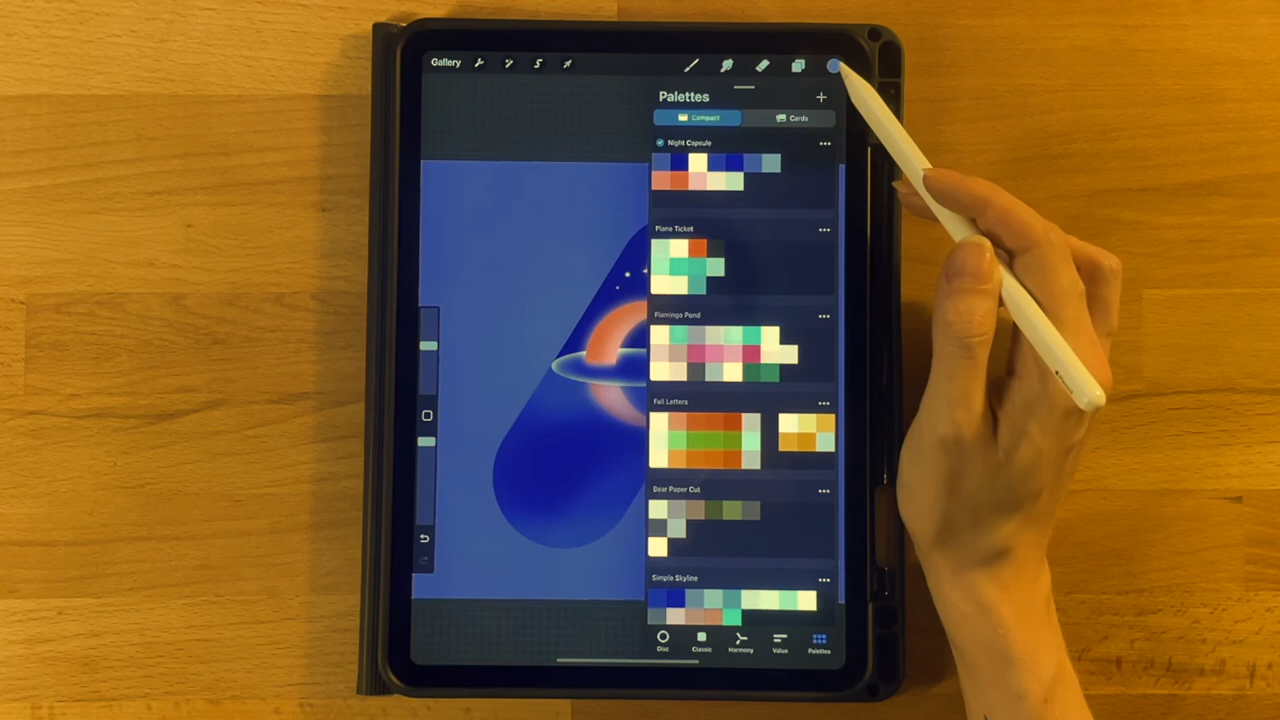 Gallery
Palettes
Compact
Cards
Night Capsule
Plane Ticket
Flamingo Pond
Fall Letters
Bear Paper Cut
Simple Skyline
Disc
Classic
Harmony
Value
Palettes